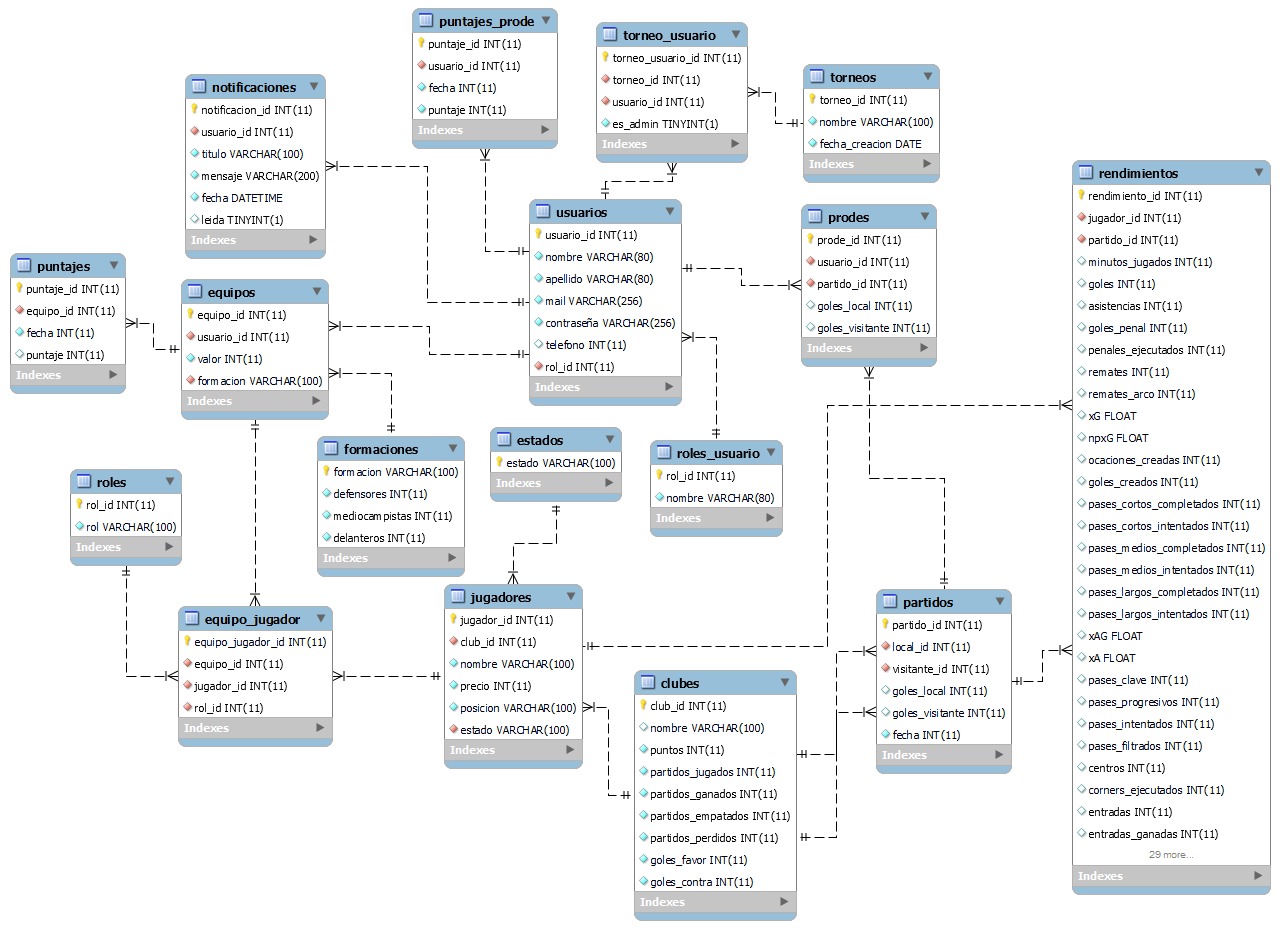 puntajes_prode
puntaje_id INT(11)
usuario_id INT(11)
fecha INT(11)
puntaje INT(11)
Indexes
torneo_usuario
torneo_usuario_id INT(11)
torneo_id INT(11)
usuario_id INT(11)
es_admin TINYINT(1)
Indexes
torneos
torneo_id INT(11)
nombre VARCHAR(100)
fecha_creacion DATE
Indexes
notificaciones
notificacion_id INT(11)
usuario_id INT(11)
titulo VARCHAR(100)
mensaje VARCHAR(200)
fecha DATETIME
leida TINYINT(1)
Indexes
usuarios
usuario_id INT(11)
nombre VARCHAR(80)
apellido VARCHAR(80)
mail VARCHAR(256)
contraseña VARCHAR(256)
telefono INT(11)
rol_id INT(11)
Indexes
prodes
prode_id INT(11)
usuario_id INT(11)
partido_id INT(11)
goles_local INT(11)
goles_visitante INT(11)
Indexes
rendimientos
rendimiento_id INT(11)
jugador_id INT(11)
partido_id INT(11)
minutos_jugados INT(11)
goles INT(11)
asistencias INT(11)
goles_penal INT(11)
penales_ejecutados INT(11)
remates INT(11)
remates_arco INT(11)
xG FLOAT
npxG FLOAT
ocaciones_creadas INT(11)
goles_creados INT(11)
pases_cortos_completados INT(11)
pases_cortos_intentados INT(11)
pases_medios_completados INT(11)
pases_medios_intentados INT(11)
pases_largos_completados INT(11)
pases_largos_intentados INT(11)
xAG FLOAT
xA FLOAT
pases_clave INT(11)
pases_progresivos INT(11)
pases_intentados INT(11)
pases_filtrados INT(11)
centros INT(11)
corners_ejecutados INT(11)
entradas INT(11)
entradas_ganadas INT(11)
29 more...
Indexes
puntajes
puntaje_id INT(11)
equipo_id INT(11)
fecha INT(11)
puntaje INT(11)
Indexes
equipos
equipo_id INT(11)
usuario_id INT(11)
valor INT(11)
formacion VARCHAR(100)
Indexes
formaciones
formacion VARCHAR(100)
defensores INT(11)
mediocampistas INT(11)
delanteros INT(11)
Indexes
estados
estado VARCHAR(100)
Indexes
roles_usuario
rol_id INT(11)
nombre VARCHAR(80)
Indexes
roles
rol_id INT(11)
rol VARCHAR(100)
Indexes
equipo_jugador
equipo_jugador_id INT(11)
equipo_id INT(11)
jugador_id INT(11)
rol_id INT(11)
Indexes
jugadores
jugador_id INT(11)
club_id INT(11)
nombre VARCHAR(100)
precio INT(11)
posicion VARCHAR(100)
estado VARCHAR(100)
Indexes
clubes
club_id INT(11)
nombre VARCHAR(100)
puntos INT(11)
partidos_jugados INT(11)
partidos_ganados INT(11)
partidos_empatados INT(11)
partidos_perdidos INT(11)
goles_favor INT(11)
goles_contra INT(11)
Indexes
partidos
partido_id INT(11)
local_id INT(11)
visitante_id INT(11)
goles_local INT(11)
goles_visitante INT(11)
fecha INT(11)
Indexes